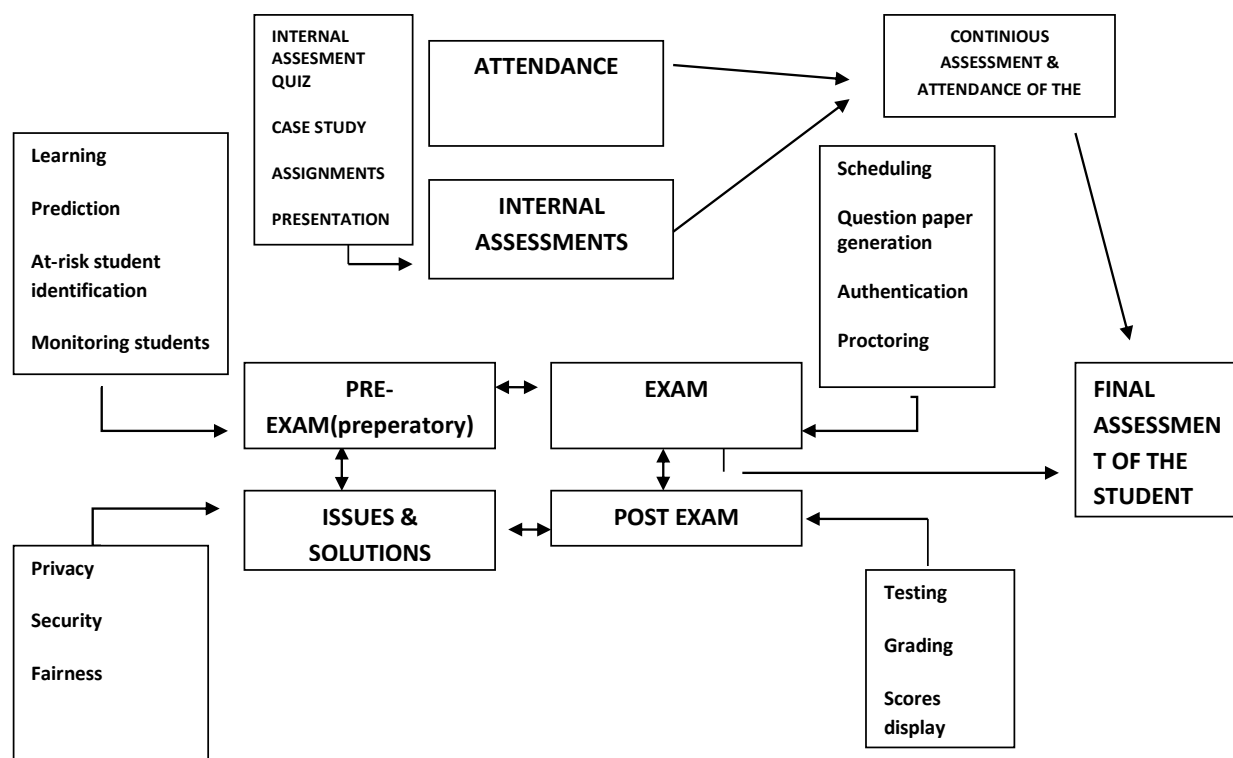 INTERNAL
ASSESMENT
QUIZ
CASE STUDY
ASSIGNMENTS
PRESENTATION
ATTENDANCE
CONTINIOUS
ASSESSMENT &
ATTENDANCE OF THE
Learning
Prediction
At-risk student
identification
Monitoring students
INTERNAL
ASSESSMENTS
Scheduling
Question paper
generation
Authentication
Proctoring
PRE-
EXAM(preperatory)
EXAM
FINAL
ASSESSMEN
T OF THE
STUDENT
ISSUES &
SOLUTIONS
POST EXAM
Privacy
Security
Fairness
Testing
Grading
Scores
display